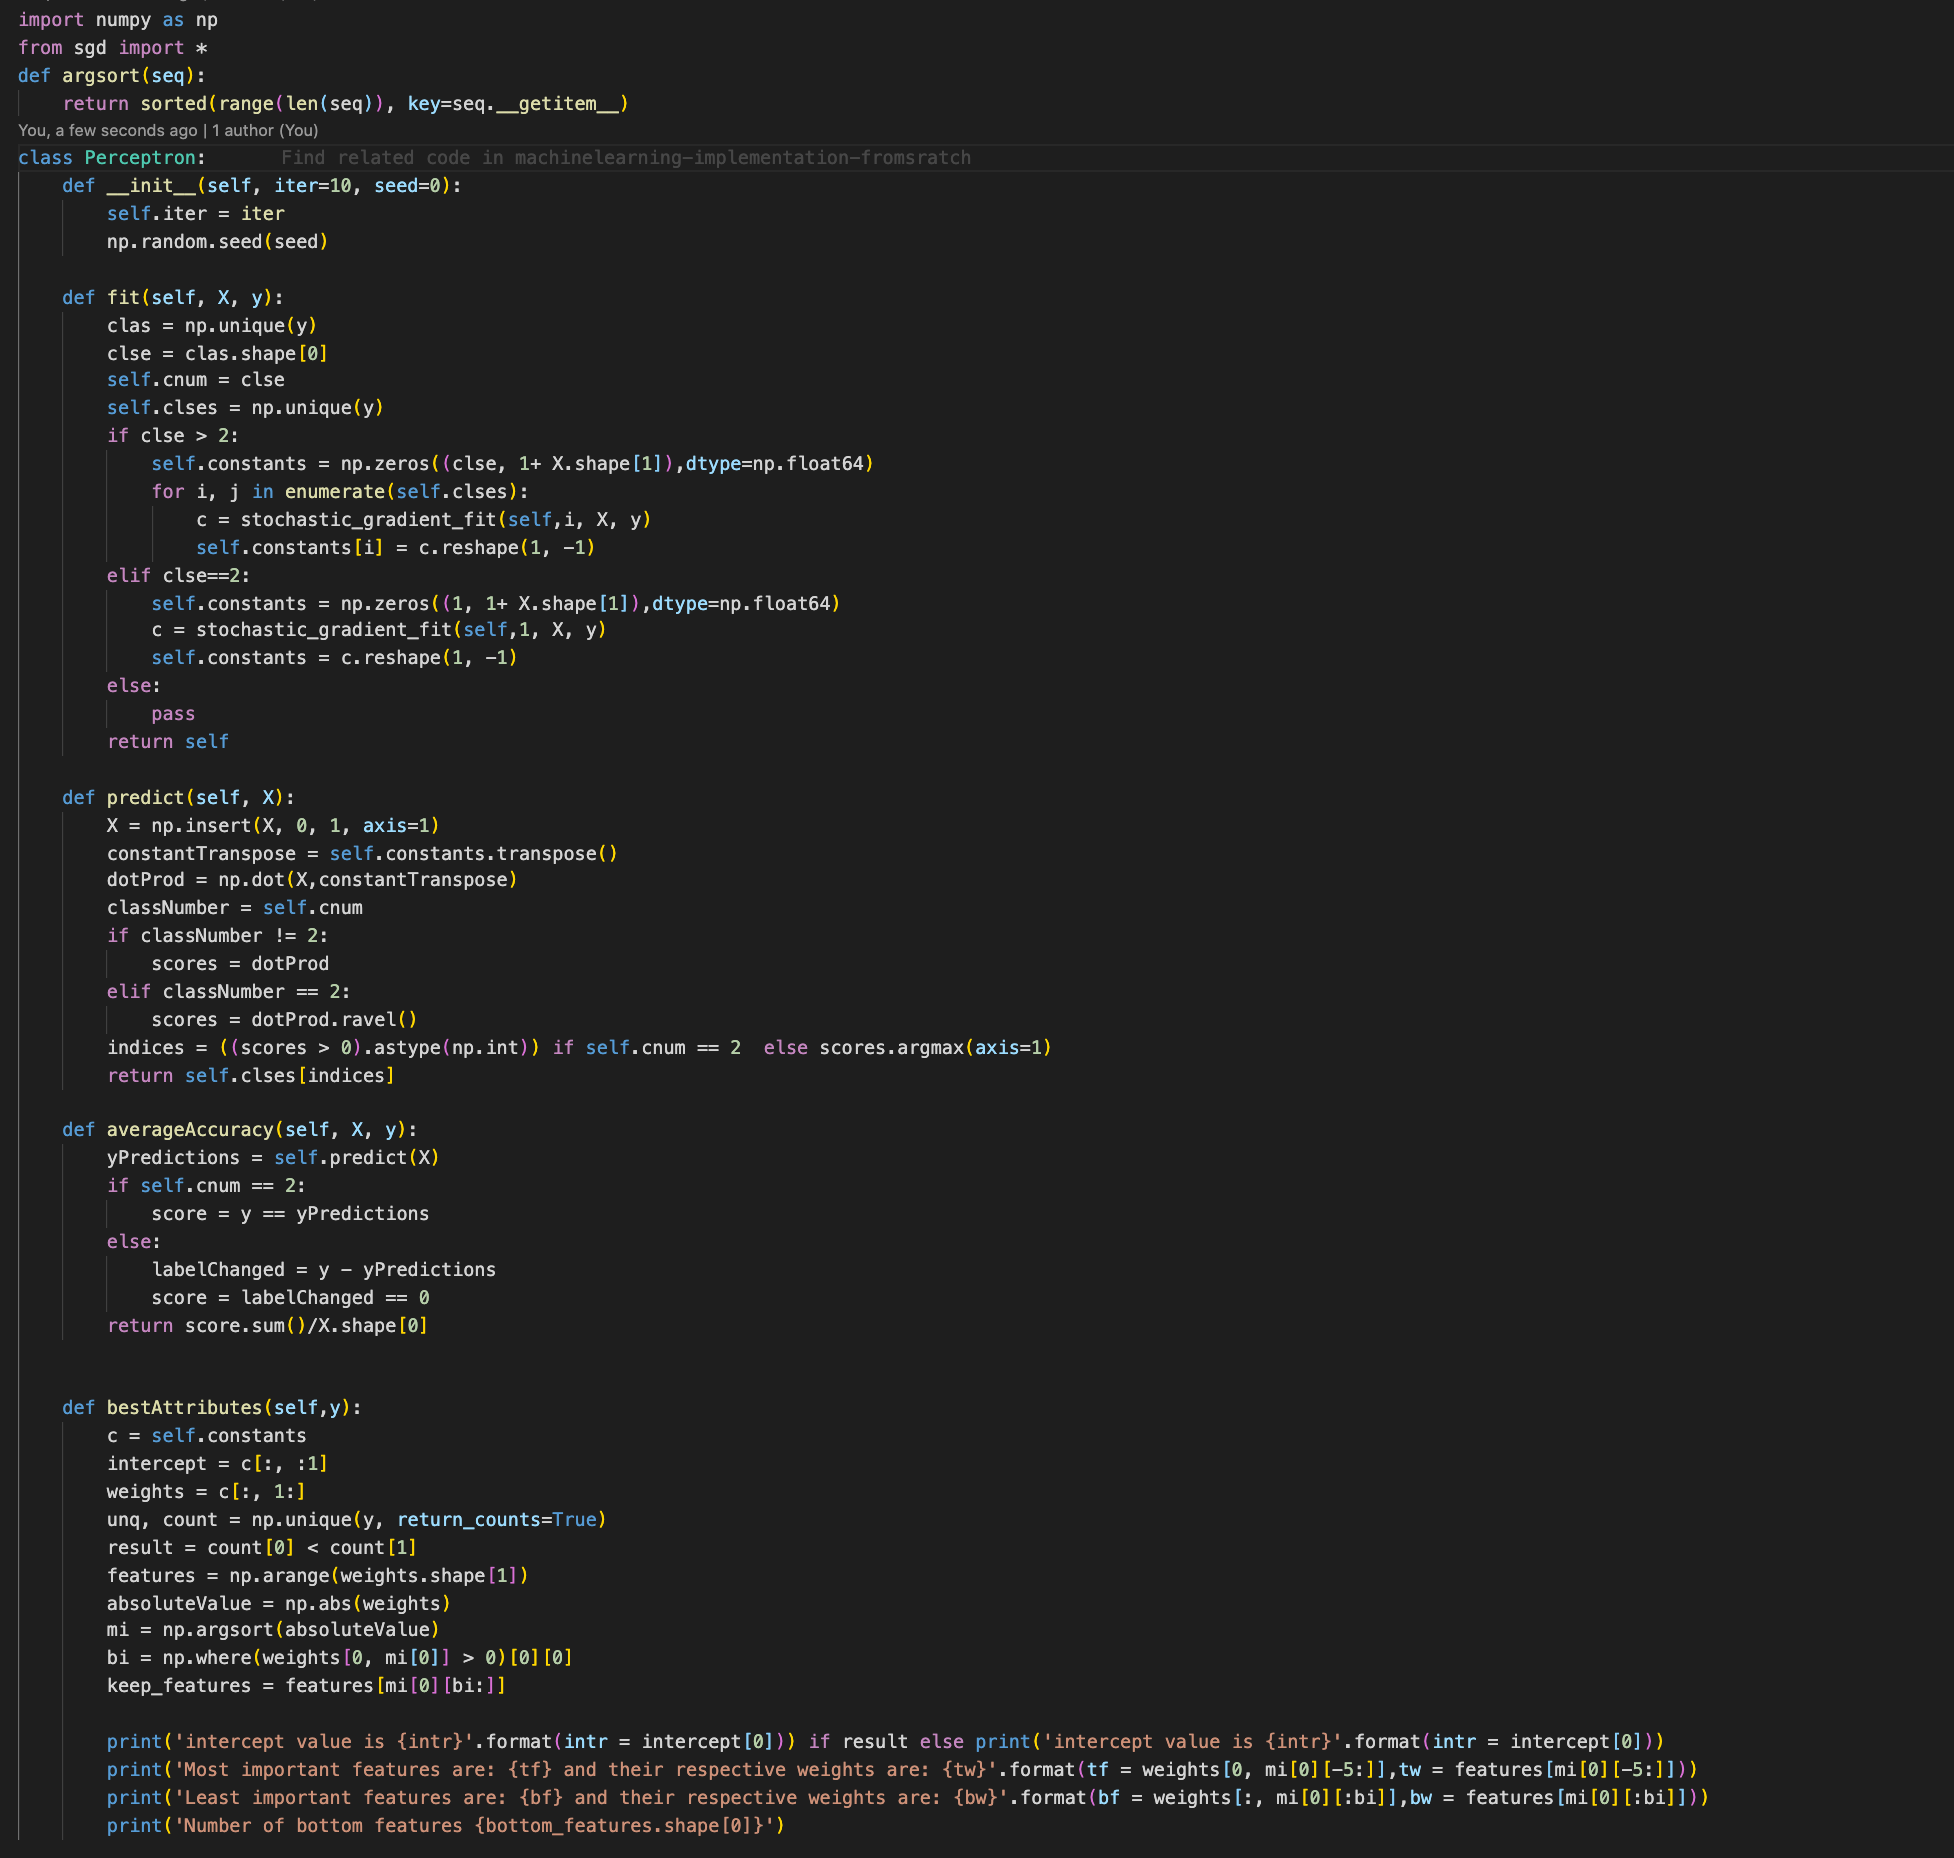 import numpy as np
from sgd import *
def argsort(seq):
    return sorted(range(len(seq)), key=seq.__getitem__)
You, a few seconds ago | 1 author (You)
class Perceptron:       Find related code in machinelearning-implementation-fromsratch
    def __init__(self, iter=10, seed=0):
        self.iter = iter
        np.random.seed(seed)

    def fit(self, X, y):
        clas = np.unique(y)
        clse = clas.shape[0]
        self.cnum = clse
        self.clses = np.unique(y)
        if clse > 2:
            self.constants = np.zeros((clse, 1+ X.shape[1]),dtype=np.float64)
            for i, j in enumerate(self.clses):
                c = stochastic_gradient_fit(self,i, X, y)
                self.constants[i] = c.reshape(1, -1)
        elif clse==2:
            self.constants = np.zeros((1, 1+ X.shape[1]),dtype=np.float64)
            c = stochastic_gradient_fit(self,1, X, y)
            self.constants = c.reshape(1, -1)
        else:
            pass
        return self

    def predict(self, X):
        X = np.insert(X, 0, 1, axis=1)
        constantTranspose = self.constants.transpose()
        dotProd = np.dot(X,constantTranspose)
        classNumber = self.cnum
        if classNumber != 2:
            scores = dotProd
        elif classNumber == 2:
            scores = dotProd.ravel()
        indices = ((scores > 0).astype(np.int)) if self.cnum == 2  else scores.argmax(axis=1)
        return self.clses[indices]

    def averageAccuracy(self, X, y):
        yPredictions = self.predict(X)
        if self.cnum == 2:
            score = y == yPredictions
        else:
            labelChanged = y - yPredictions
            score = labelChanged == 0
        return score.sum()/X.shape[0]


    def bestAttributes(self,y):
        c = self.constants
        intercept = c[:, :1]
        weights = c[:, 1:]
        unq, count = np.unique(y, return_counts=True)
        result = count[0] < count[1]
        features = np.arange(weights.shape[1])
        absoluteValue = np.abs(weights)
        mi = np.argsort(absoluteValue)
        bi = np.where(weights[0, mi[0]] > 0)[0][0]
        keep_features = features[mi[0][bi:]]

        print('intercept value is {intr}'.format(intr = intercept[0])) if result else print('intercept value is {intr}'.format(intr = intercept[0]))
        print('Most important features are: {tf} and their respective weights are: {tw}'.format(tf = weights[0, mi[0][-5:]],tw = features[mi[0][-5:]]))
        print('Least important features are: {bf} and their respective weights are: {bw}'.format(bf = weights[:, mi[0][:bi]],bw = features[mi[0][:bi]]))
        print('Number of bottom features {bottom_features.shape[0]}')